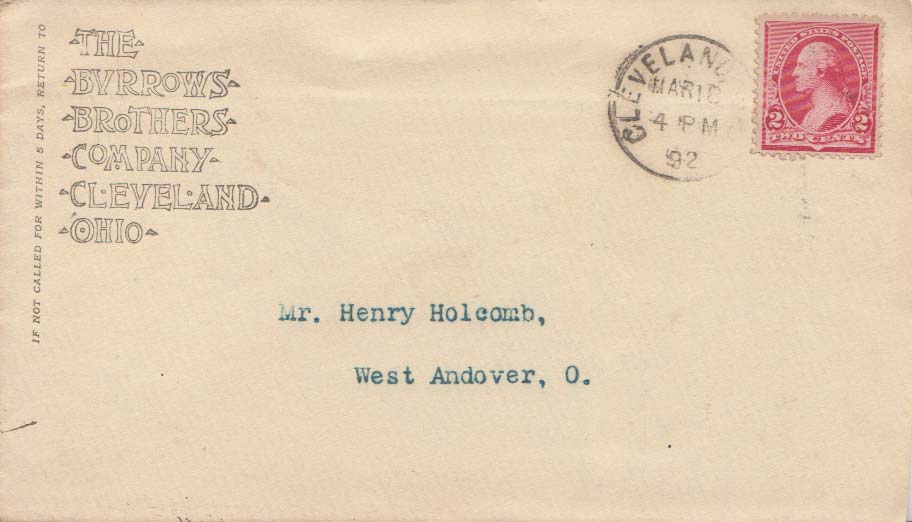 IF NOT CALLED FOR WITHIN 5 DAYS, RETURN TO
THE
BVRROWS
BROTHERS
COMPANY
CLEVELAND
OHIO
CLEVELAND
MAR 10
4 PM
92
UNITED STATES POSTAGE
2 2
TWO CENTS
Mr. Henry Holcomb,
West Andover, O.